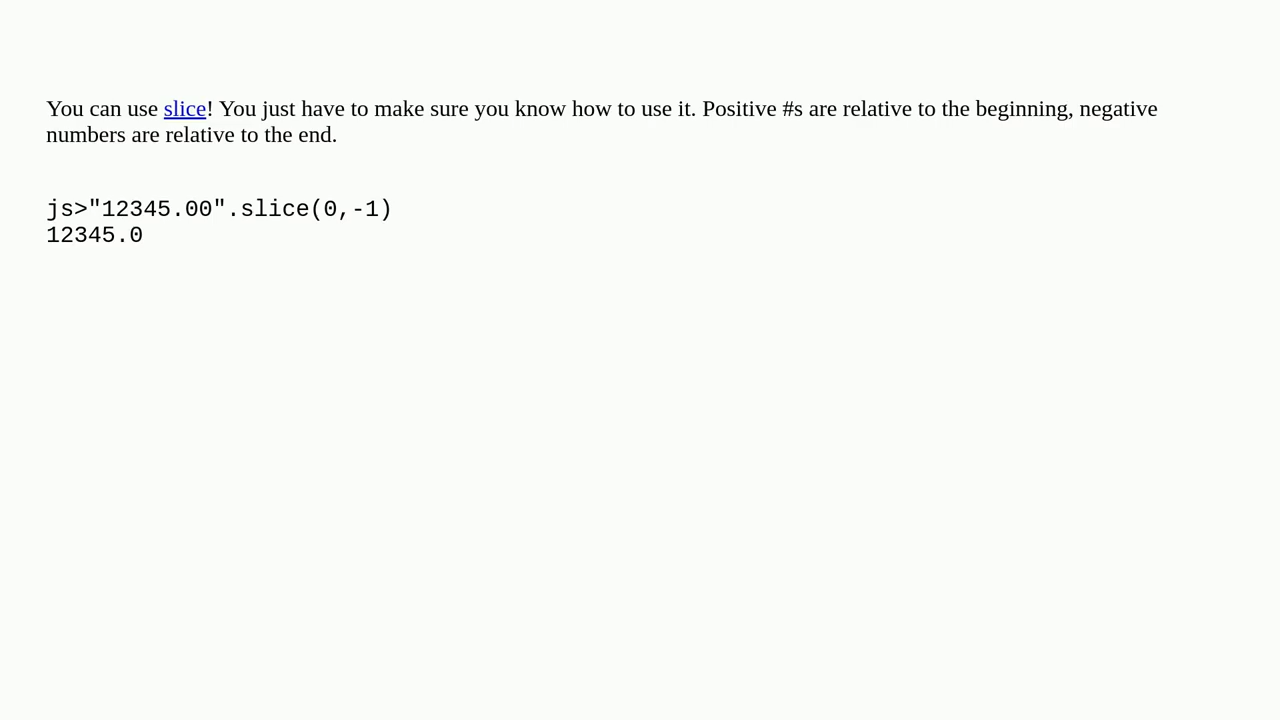 You can use slice! You just have to make sure you know how to use it. Positive #s are relative to the beginning, negative
numbers are relative to the end.
js>"12345.00".slice(0,-1)
12345.0